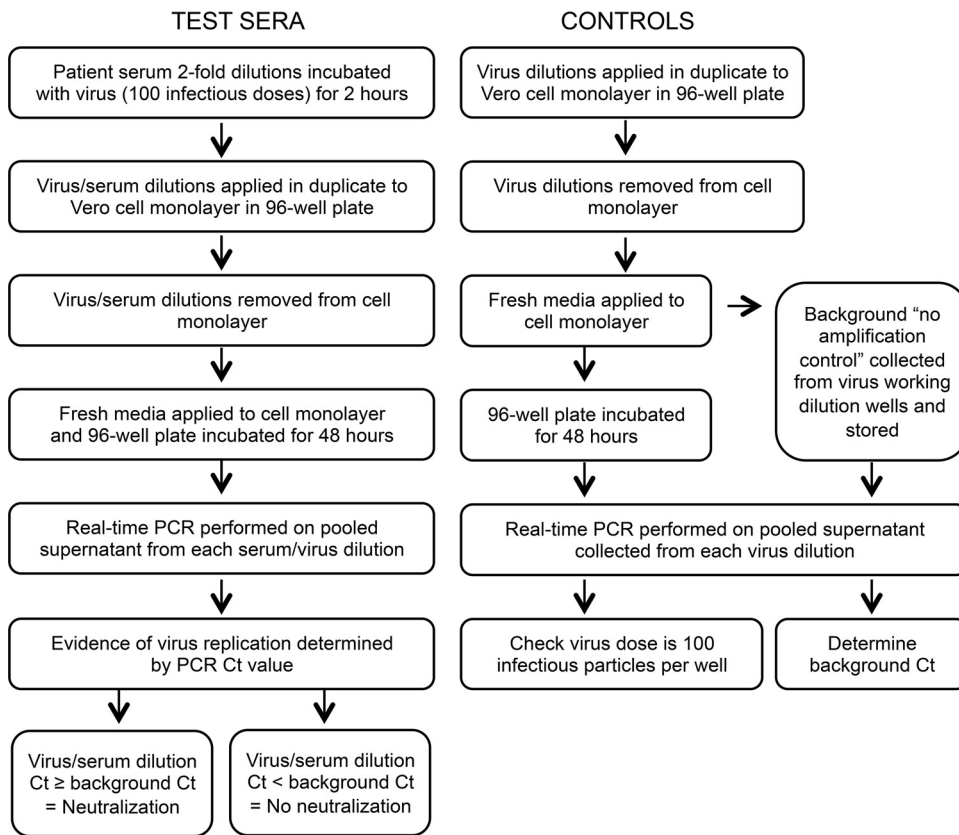 TEST SERA
Patient serum 2-fold dilutions incubated
with virus (100 infectious doses) for 2 hours
Virus/serum dilutions applied in duplicate to
Vero cell monolayer in 96-well plate
Virus/serum dilutions removed from cell
monolayer
Fresh media applied to cell monolayer
and 96-well plate incubated for 48 hours
Real-time PCR performed on pooled
supernatant from each serum/virus dilution
Evidence of virus replication determined
by PCR Ct value
Virus/serum dilution
Ct ≥ background Ct
= Neutralization
Virus/serum dilution
Ct < background Ct
= No neutralization
CONTROLS
Virus dilutions applied in duplicate to
Vero cell monolayer in 96-well plate
Virus dilutions removed from cell
monolayer
Fresh media applied to
cell monolayer
Background “no
amplification
control” collected
from virus working
dilution wells and
stored
96-well plate incubated
for 48 hours
Real-time PCR performed on pooled supernatant
collected from each virus dilution
Check virus dose is 100
infectious particles per well
Determine
background Ct